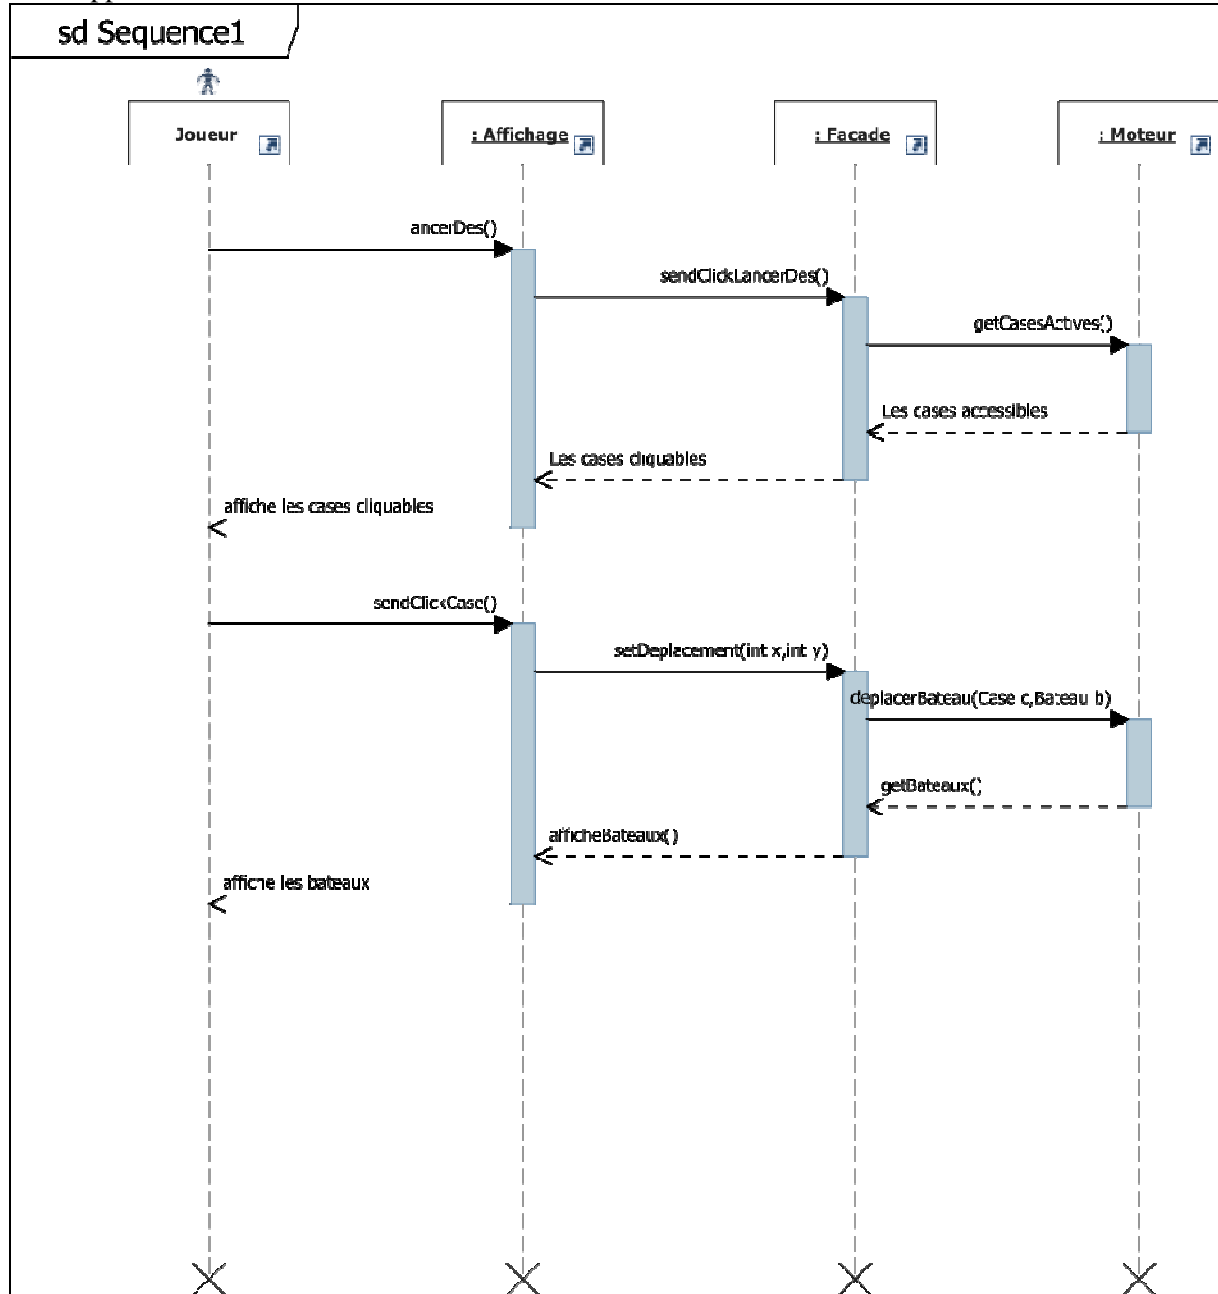 sd Sequence1
Joueur
: Affichage
: Facade
: Moteur
ancerDes()
sendClickLancerDes()
getCasesActives()
Les cases accessibles
Les cases cliquables
affiche les cases cliquables
sendClickCase()
setDeplacement(int x,int y)
deplacerBateau(Case c,Bateau b)
getBateaux()
afficheBateaux()
affiche les bateaux